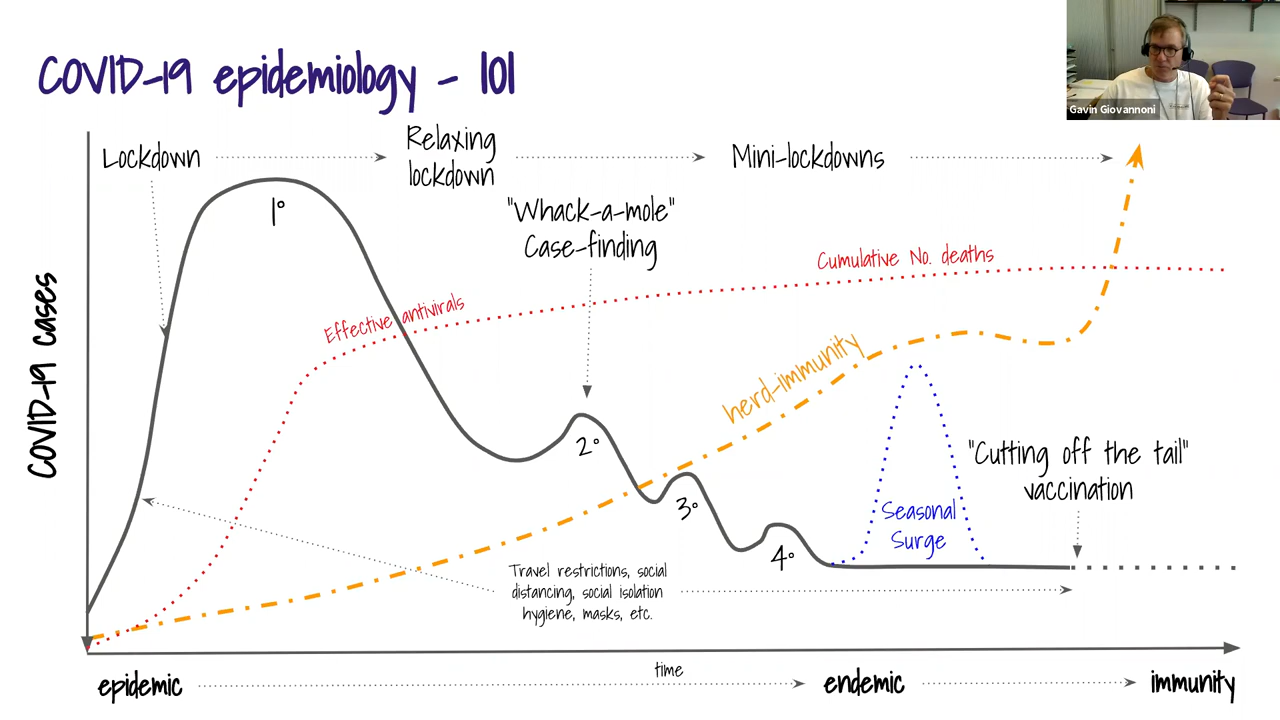 COVID-19 epidemiology - 101
Gavin Giovannoni
Lockdown
Relaxing
lockdown
Mini-lockdowns
1°
"Whack-a-mole"
Case-finding
Cumulative No. deaths
Effective antivirals
herd-immunity
COVID-19 cases
2°
3°
4°
"Cutting off the tail"
vaccination
Seasonal
Surge
Travel restrictions, social
distancing, social isolation
hygiene, masks, etc.
time
epidemic
endemic
immunity